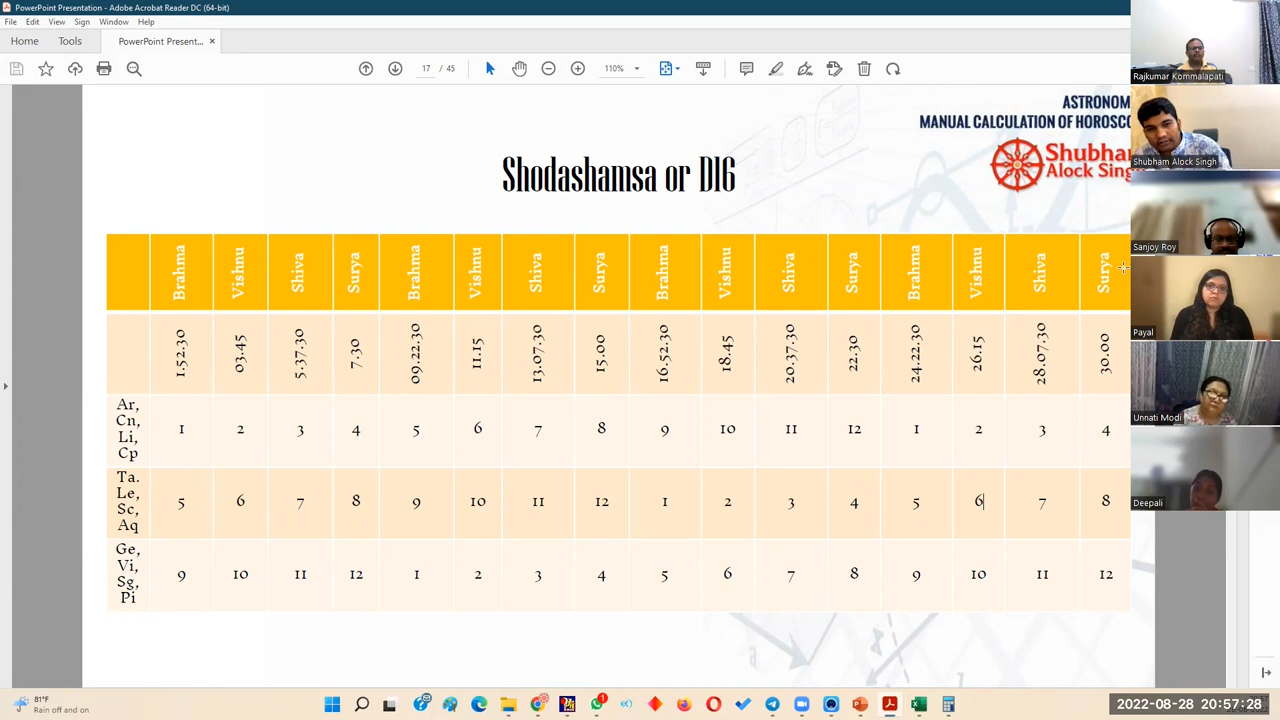 PowerPoint Presentation - Adobe Acrobat Reader DC (64-bit)
File Edit View Sign Window Help
Home Tools PowerPoint Present... ×
17 / 45 110%
ASTRONOM
MANUAL CALCULATION OF HOROSCO
Shubham
Alock Sing
Shodashamsa or D16
Brahma Vishnu Shiva Surya Brahma Vishnu Shiva Surya Brahma Vishnu Shiva Surya Brahma Vishnu Shiva Surya
1.52.30 03.45 5.37.30 7.30 09.22.30 11.15 13.07.30 15.00 16.52.30 18.45 20.37.30 22.30 24.22.30 26.15 28.07.30 30.00
Ar,
Cn,
Li,
Cp
1 2 3 4 5 6 7 8 9 10 11 12 1 2 3 4
Ta.
Le,
Sc,
Aq
5 6 7 8 9 10 11 12 1 2 3 4 5 6 7 8
Ge,
Vi,
Sg,
Pi
9 10 11 12 1 2 3 4 5 6 7 8 9 10 11 12
Rajkumar Kommalapati
Shubham Alock Singh
Sanjoy Roy
Payal
Unnati Modi
Deepali
81°F
Rain off and on
1
2022-08-28 20:57:28